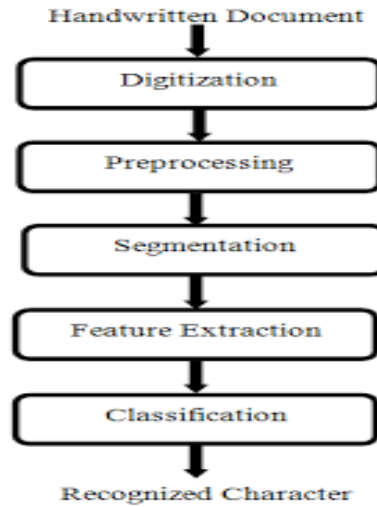 Handwritten Document
Digitization
Preprocessing
Segmentation
Feature Extraction
Classification
Recognized Character